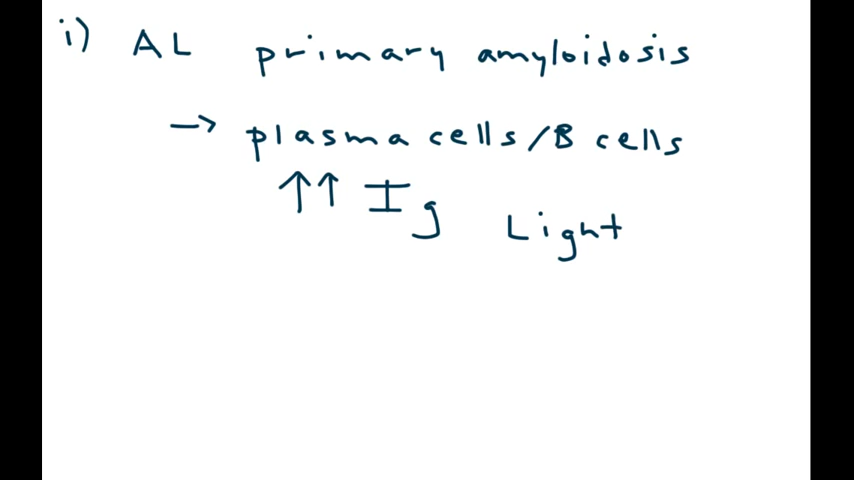 i) AL primary amyloidosis
→ plasma cells/B cells
↑↑ Ig Light